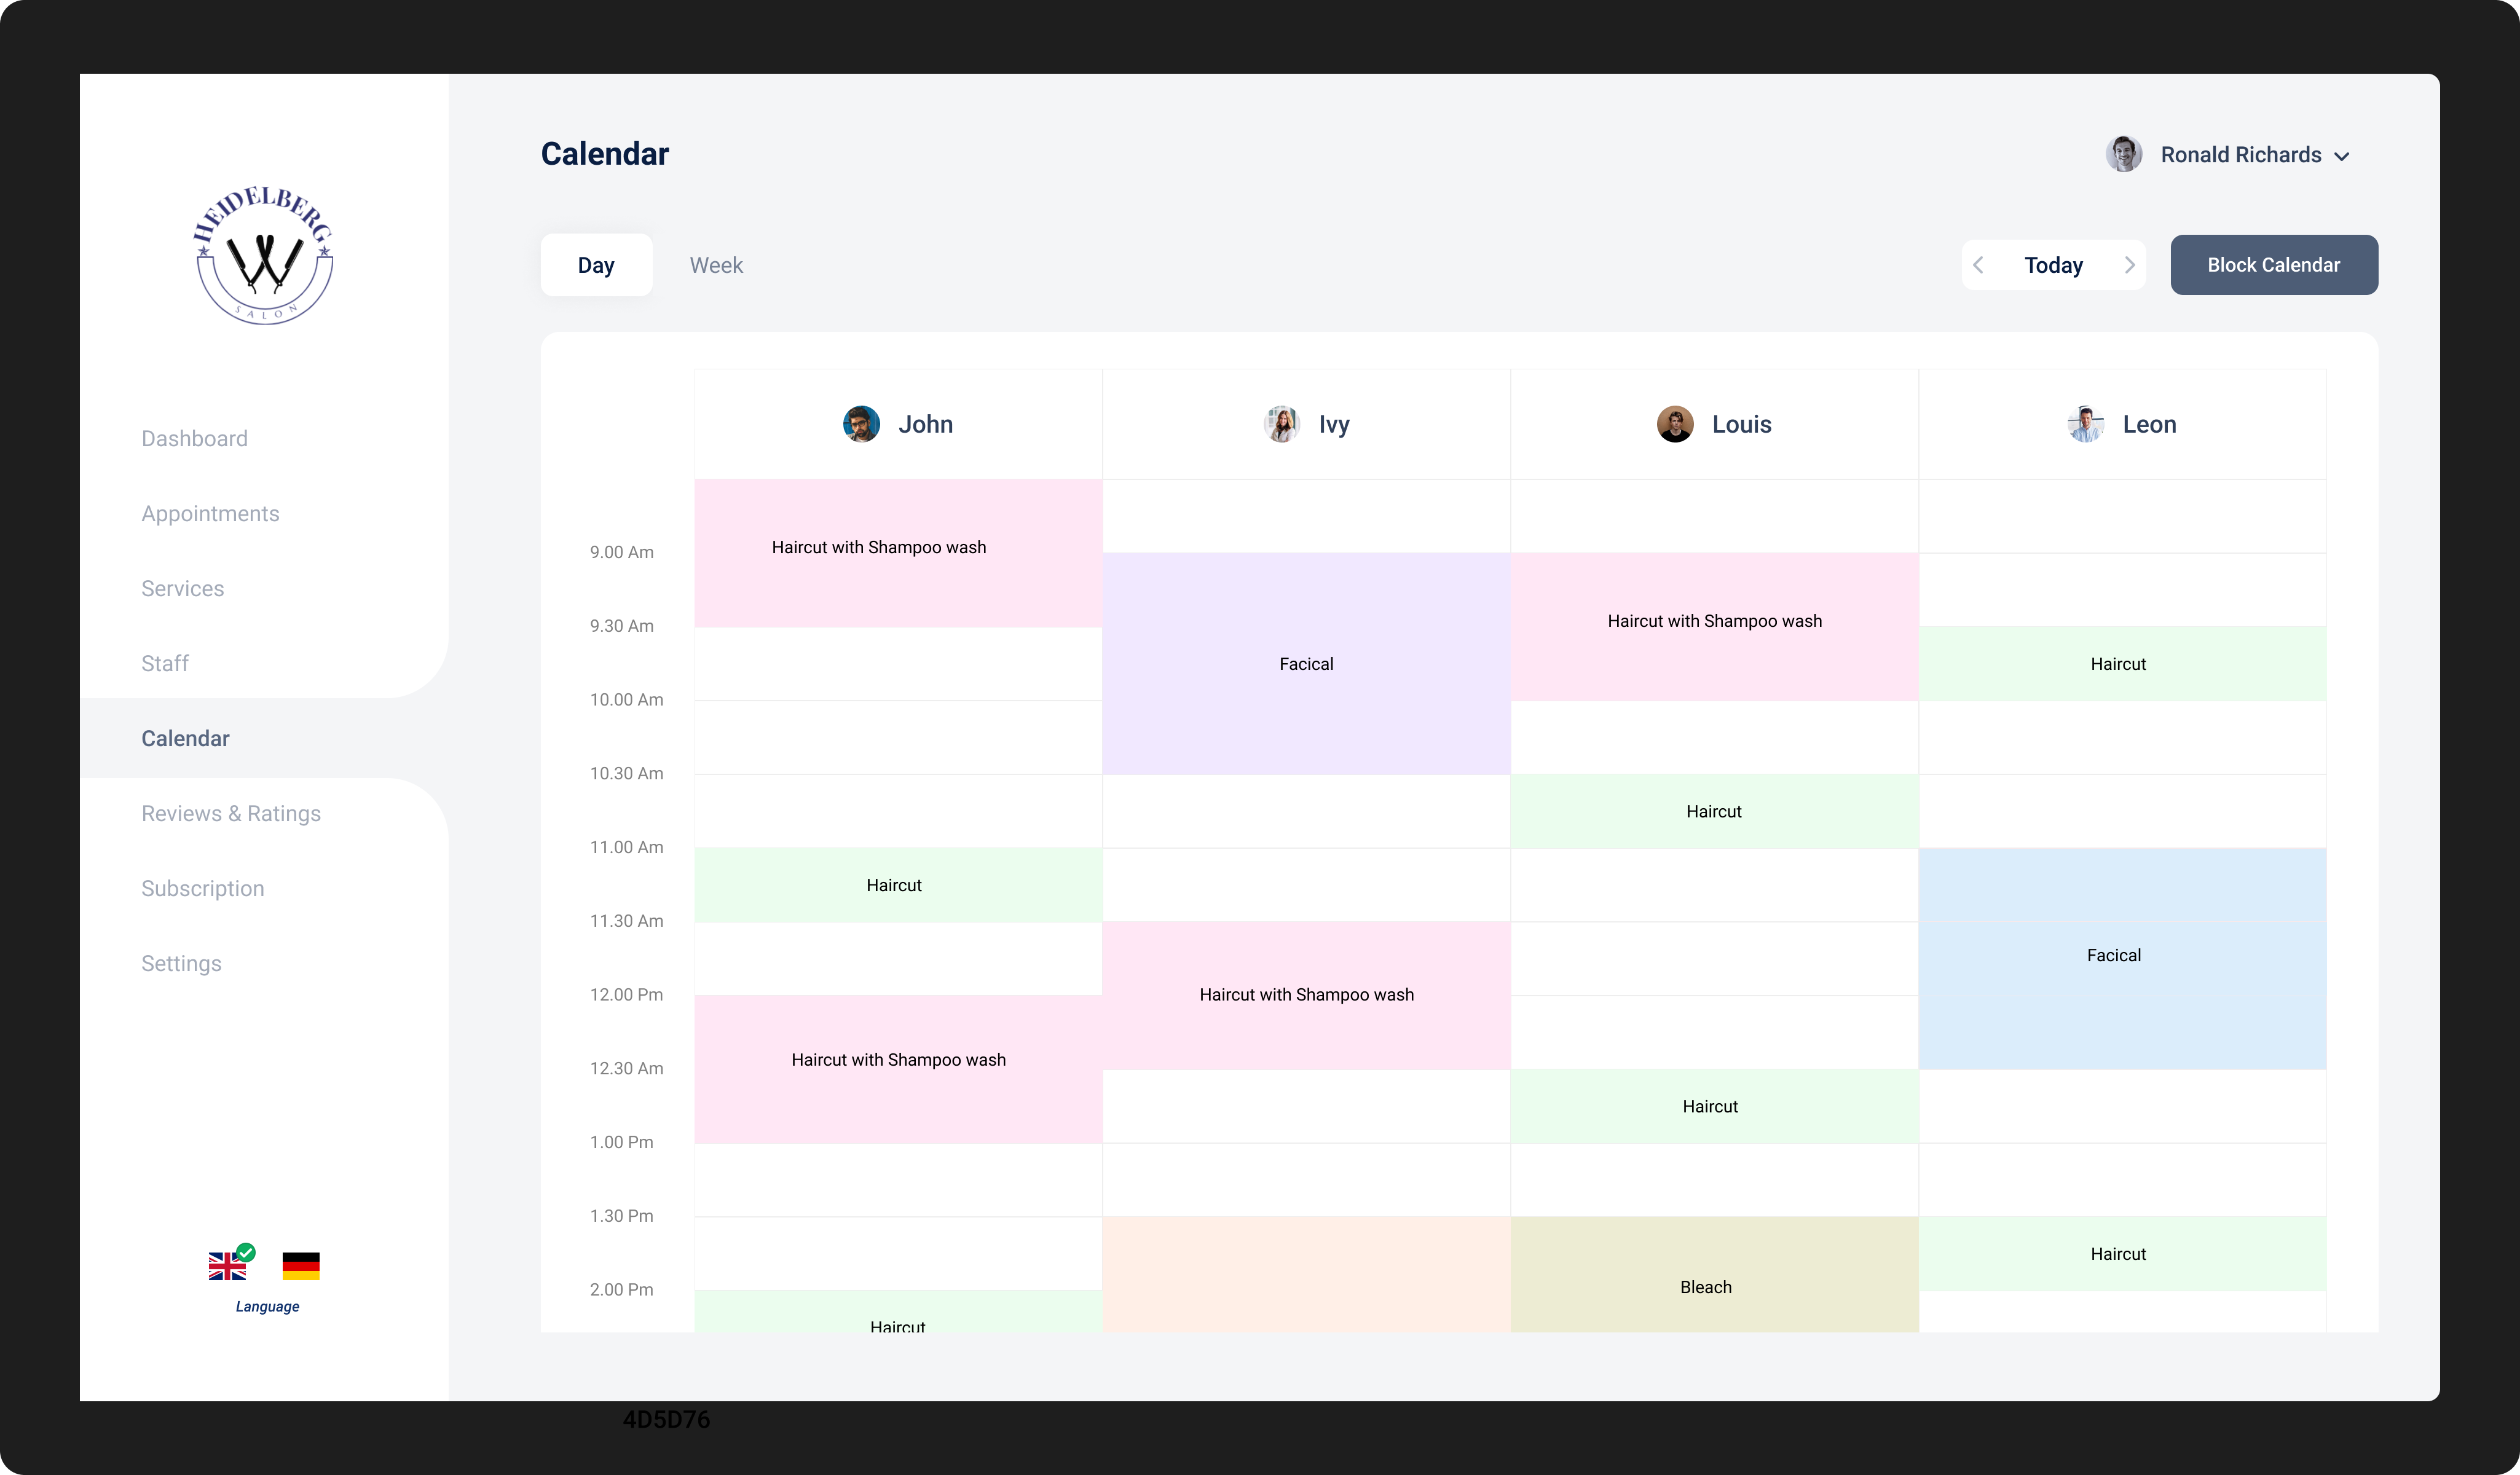 HEIDELBERG
SALON
Dashboard
Appointments
Services
Staff
Calendar
Reviews & Ratings
Subscription
Settings
Language
Calendar
Ronald Richards
Day
Week
Today
Block Calendar
John
Ivy
Louis
Leon
Haircut with Shampoo wash
9.00 Am
Haircut with Shampoo wash
9.30 Am
Facical
Haircut
10.00 Am
10.30 Am
Haircut
11.00 Am
Haircut
11.30 Am
Facical
12.00 Pm
Haircut with Shampoo wash
Haircut with Shampoo wash
12.30 Am
Haircut
1.00 Pm
1.30 Pm
Haircut
2.00 Pm
Bleach
Haircut
4D5D76